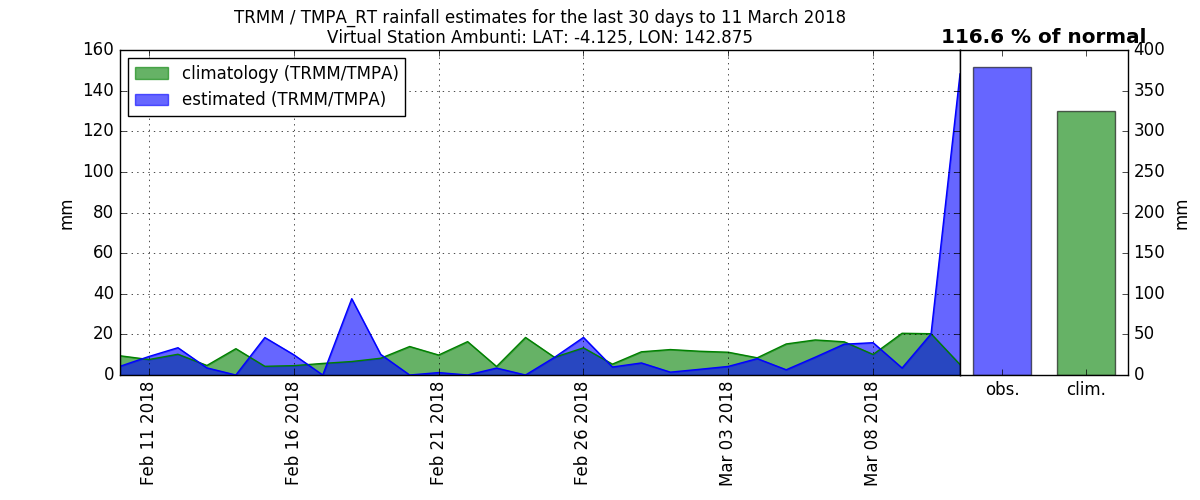 TRMM / TMPA_RT rainfall estimates for the last 30 days to 11 March 2018
Virtual Station Ambunti: LAT: -4.125, LON: 142.875
116.6 % of normal
climatology (TRMM/TMPA)
estimated (TRMM/TMPA)
160
140
120
100
80
60
40
20
0
mm
400
350
300
250
200
150
100
50
0
mm
Feb 11 2018
Feb 16 2018
Feb 21 2018
Feb 26 2018
Mar 03 2018
Mar 08 2018
obs.
clim.